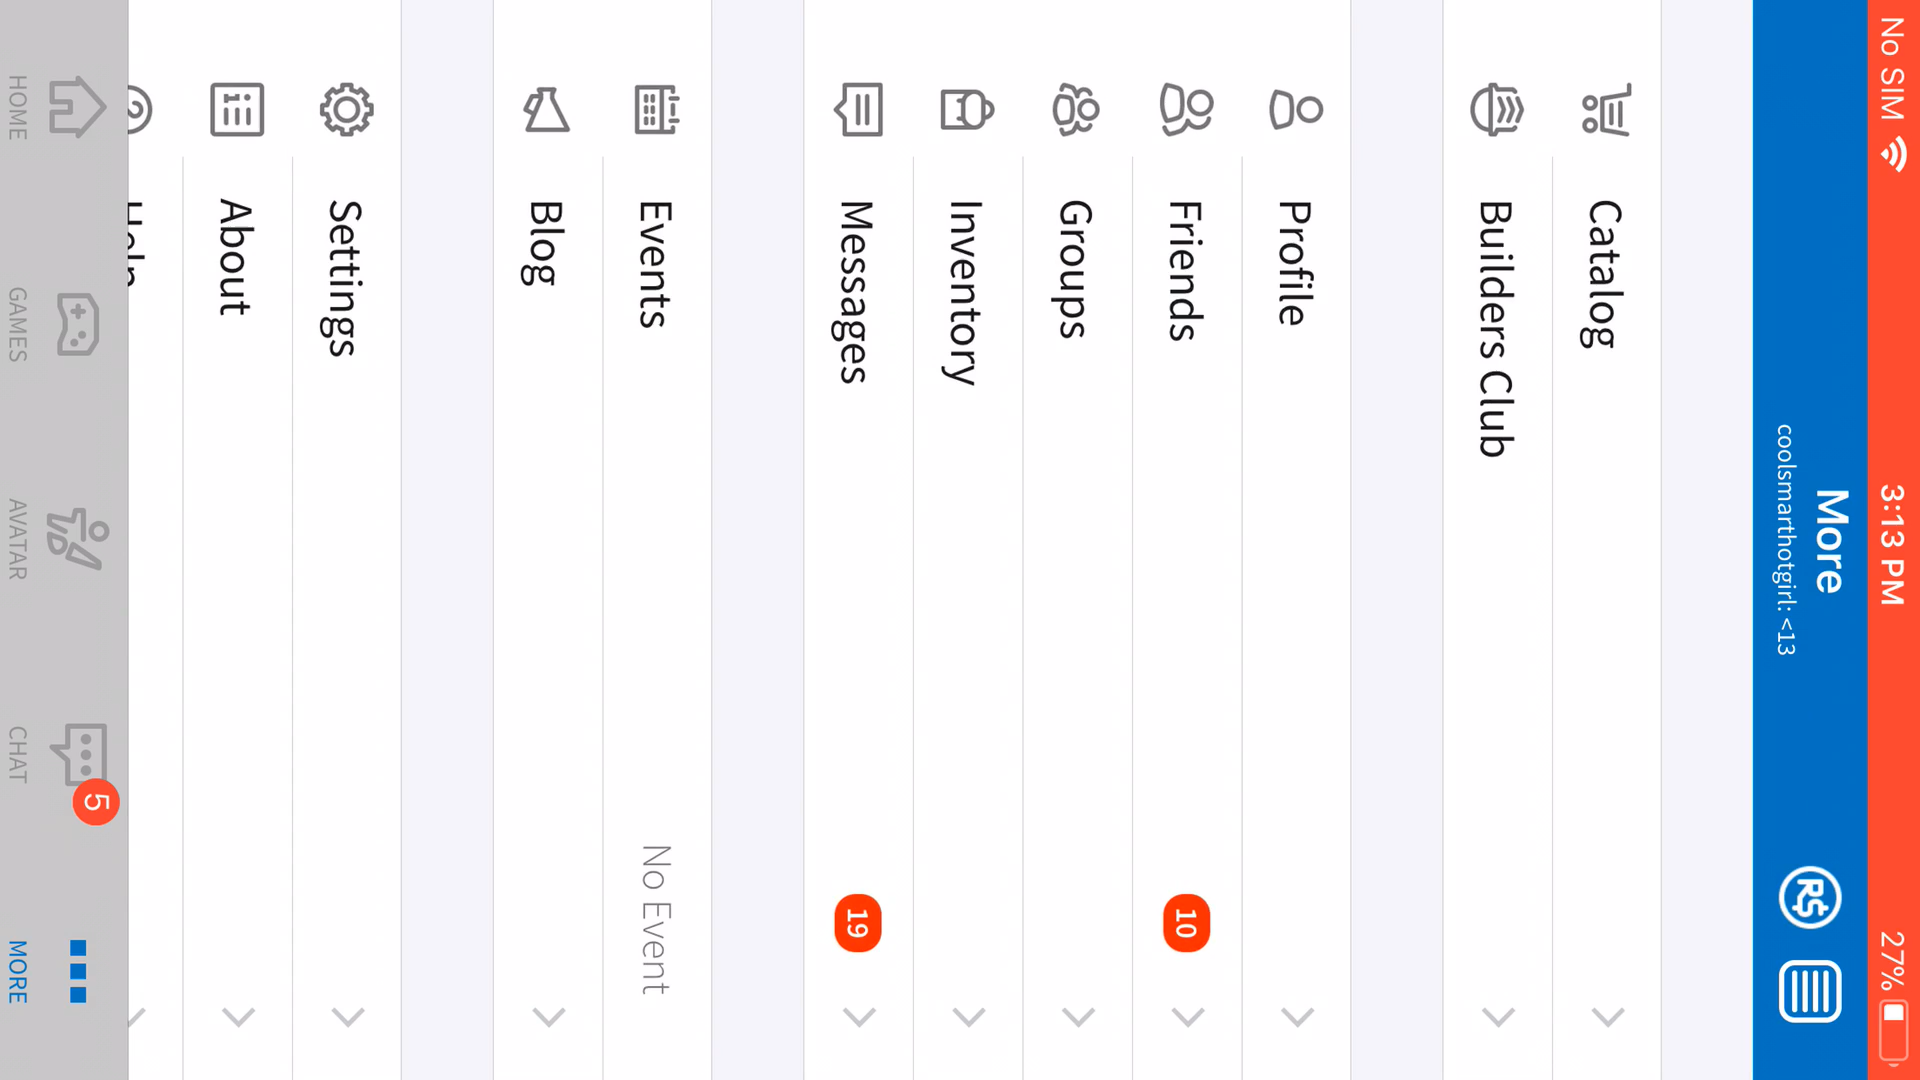 No SIM 3:13 PM 27%
More
coolsmarthotgirl: <13
R$
Catalog
Builders Club
Profile
Friends 10
Groups
Inventory
Messages 19
Events No Event
Blog
Settings
About
Help
5
HOME GAMES AVATAR CHAT MORE